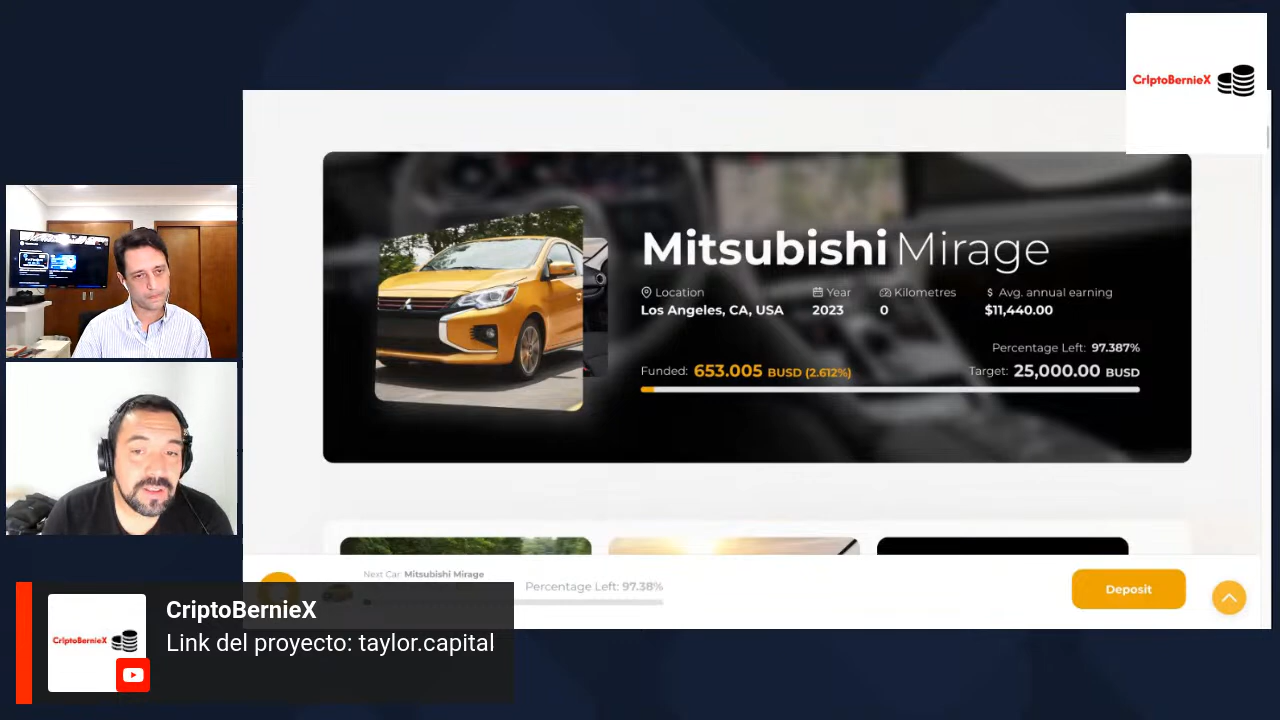 CrIptoBernieX
Mitsubishi Mirage
Location
Los Angeles, CA, USA
Year
2023
Kilometres
0
$ Avg. annual earning
$11,440.00
Percentage Left: 97.387%
Funded: 653.005 BUSD (2.612%)
Target: 25,000.00 BUSD
Next Car: Mitsubishi Mirage
Percentage Left: 97.38%
Deposit
CrIptoBernieX
CriptoBernieX
Link del proyecto: taylor.capital